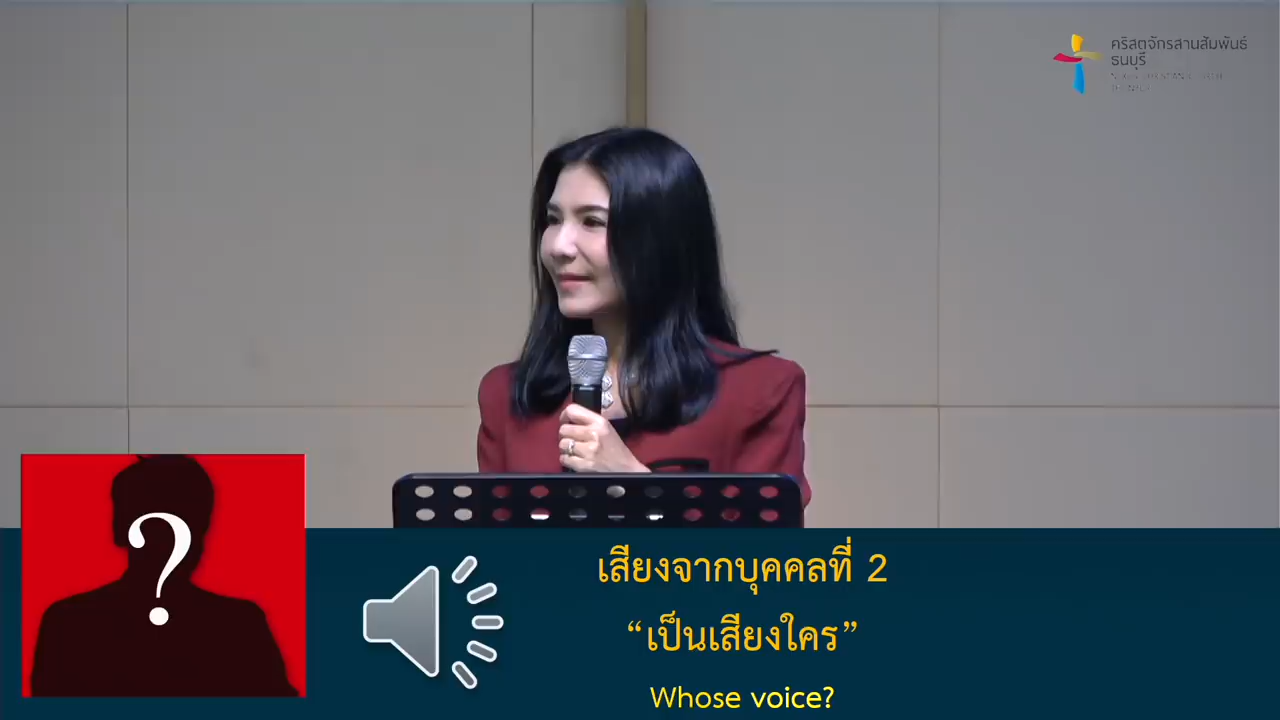 คริสตจักรสานสัมพันธ์
ธนบุรี
?
เสียงจากบุคคลที่ 2
“เป็นเสียงใคร”
Whose voice?